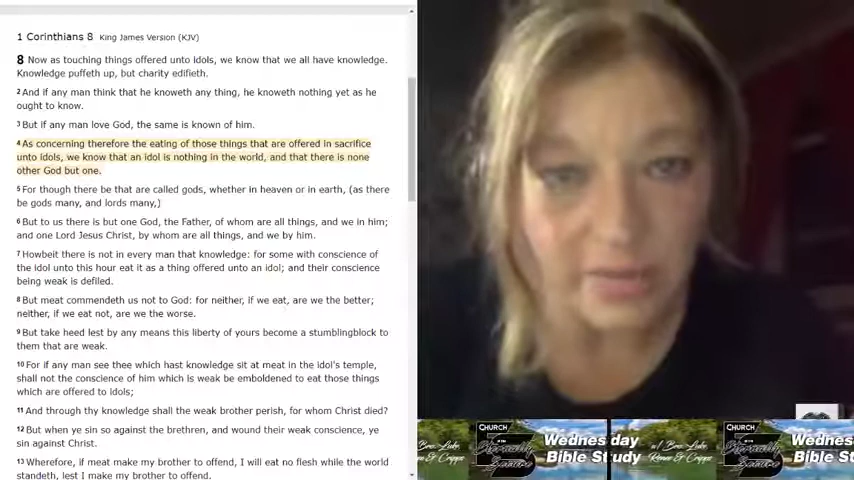 1 Corinthians 8 King James Version (KJV)
8 Now as touching things offered unto idols, we know that we all have knowledge.
Knowledge puffeth up, but charity edifieth.
2 And if any man think that he knoweth any thing, he knoweth nothing yet as he
ought to know.
3 But if any man love God, the same is known of him.
4 As concerning therefore the eating of those things that are offered in sacrifice
unto idols, we know that an idol is nothing in the world, and that there is none
other God but one.
5 For though there be that are called gods, whether in heaven or in earth, (as there
be gods many, and lords many,)
6 But to us there is but one God, the Father, of whom are all things, and we in him;
and one Lord Jesus Christ, by whom are all things, and we by him.
7 Howbeit there is not in every man that knowledge: for some with conscience of
the idol unto this hour eat it as a thing offered unto an idol; and their conscience
being weak is defiled.
8 But meat commendeth us not to God: for neither, if we eat, are we the better;
neither, if we eat not, are we the worse.
9 But take heed lest by any means this liberty of yours become a stumblingblock to
them that are weak.
10 For if any man see thee which hast knowledge sit at meat in the idol's temple,
shall not the conscience of him which is weak be emboldened to eat those things
which are offered to idols;
11 And through thy knowledge shall the weak brother perish, for whom Christ died?
12 But when ye sin so against the brethren, and wound their weak conscience, ye
sin against Christ.
13 Wherefore, if meat make my brother to offend, I will eat no flesh while the world
standeth, lest I make my brother to offend.
CHURCH
Eternally
Secure
Wednesday
Bible Study
& Cripps
CHURCH
Eternally
Secure
Wednes
Bible St